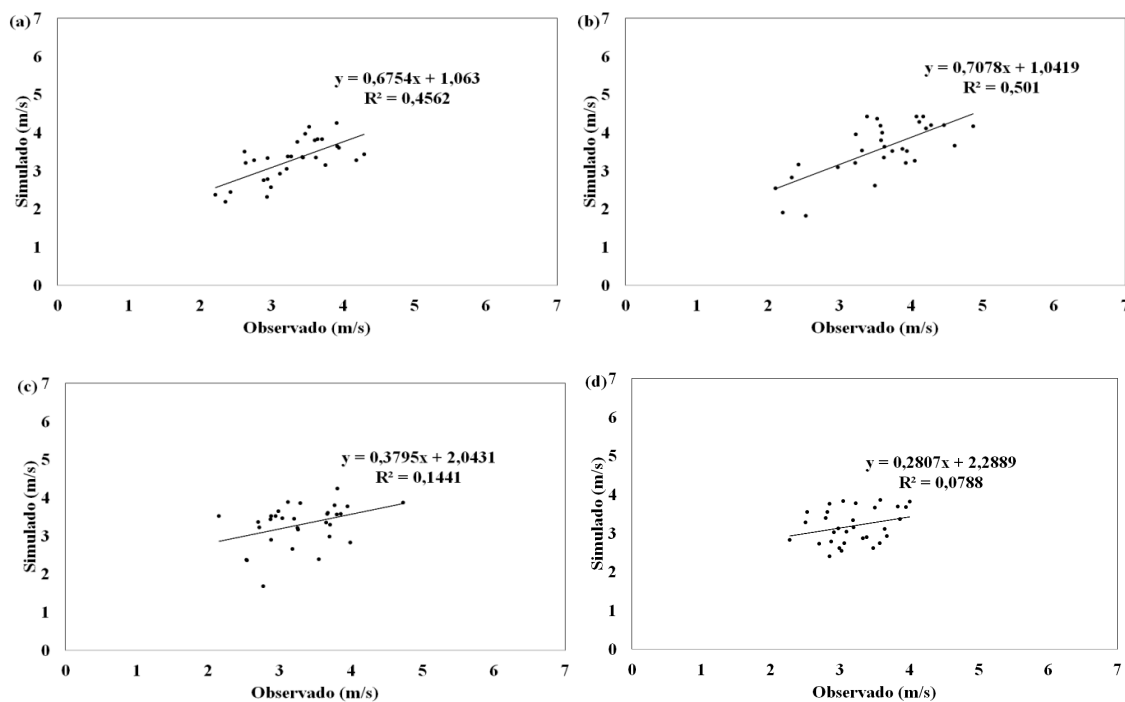 (a)
7
6
5
4
3
2
1
0
Simulado (m/s)
y = 0,6754x + 1,063
R² = 0,4562
0 1 2 3 4 5 6 7
Observado (m/s)
(b)
7
6
5
4
3
2
1
0
Simulado (m/s)
y = 0,7078x + 1,0419
R² = 0,501
0 1 2 3 4 5 6 7
Observado (m/s)
(c)
7
6
5
4
3
2
1
0
Simulado (m/s)
y = 0,3795x + 2,0431
R² = 0,1441
0 1 2 3 4 5 6 7
Observado (m/s)
(d)
7
6
5
4
3
2
1
0
Simulado (m/s)
y = 0,2807x + 2,2889
R² = 0,0788
0 1 2 3 4 5 6 7
Observado (m/s)